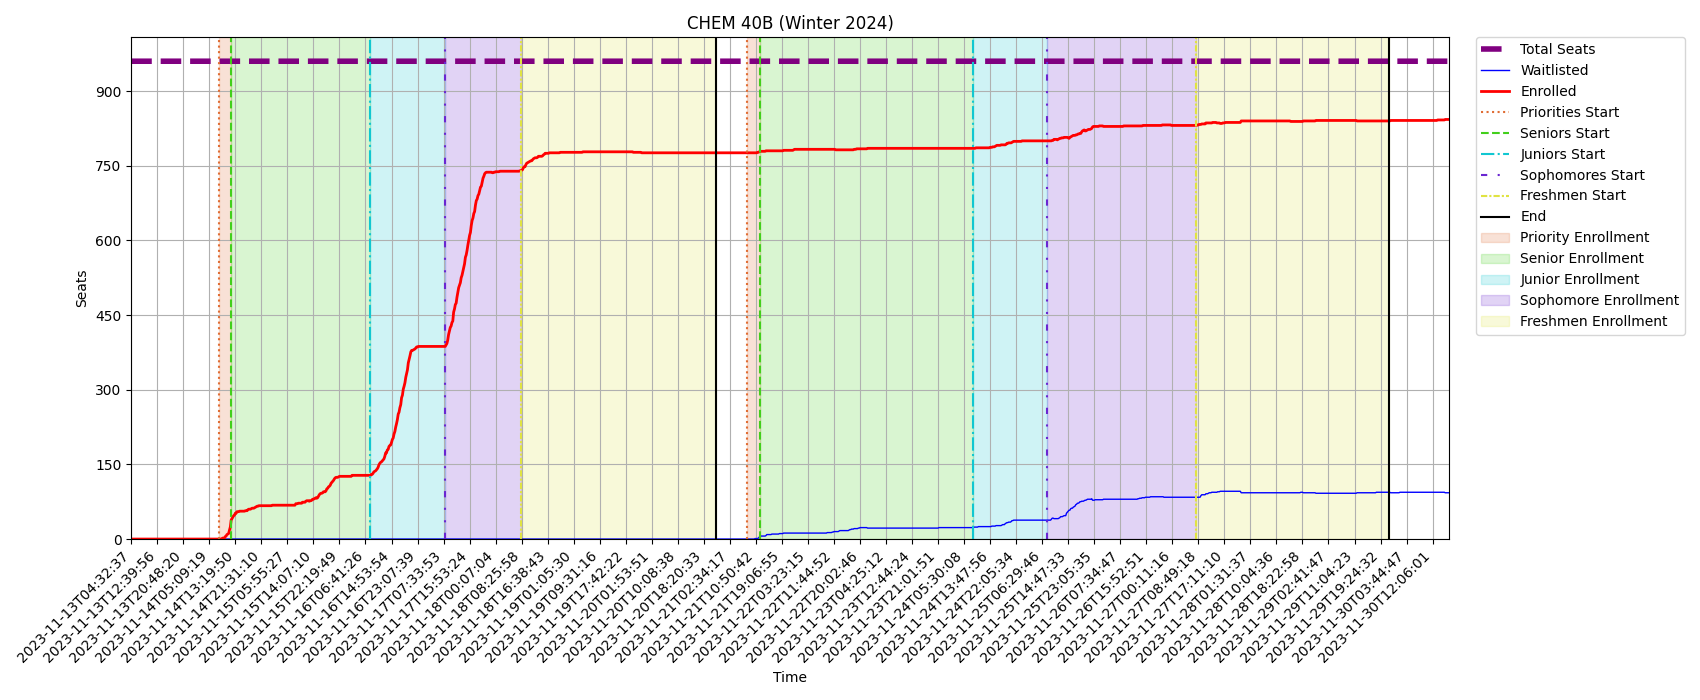 CHEM 40B (Winter 2024)
Seats
900
750
600
450
300
150
0
2023-11-13T04:32:37
2023-11-13T12:39:56
2023-11-13T20:48:20
2023-11-14T05:09:19
2023-11-14T13:19:50
2023-11-14T21:31:10
2023-11-15T05:55:27
2023-11-15T14:07:10
2023-11-15T22:19:49
2023-11-16T06:41:26
2023-11-16T14:53:54
2023-11-16T23:07:39
2023-11-17T07:33:53
2023-11-17T15:53:24
2023-11-18T00:07:04
2023-11-18T08:25:58
2023-11-18T16:38:43
2023-11-19T01:05:30
2023-11-19T09:31:16
2023-11-19T17:42:22
2023-11-20T01:53:51
2023-11-20T10:08:38
2023-11-20T18:20:33
2023-11-21T02:34:17
2023-11-21T10:50:42
2023-11-21T19:06:55
2023-11-22T03:23:15
2023-11-22T11:44:52
2023-11-22T20:02:46
2023-11-23T04:25:12
2023-11-23T12:44:24
2023-11-23T21:01:51
2023-11-24T05:30:08
2023-11-24T13:47:56
2023-11-24T22:05:34
2023-11-25T06:29:46
2023-11-25T14:47:33
2023-11-25T23:05:35
2023-11-26T07:34:47
2023-11-26T15:52:51
2023-11-27T00:11:16
2023-11-27T08:49:18
2023-11-27T17:11:10
2023-11-28T01:31:37
2023-11-28T10:04:36
2023-11-28T18:22:58
2023-11-29T02:41:47
2023-11-29T11:04:23
2023-11-29T19:24:32
2023-11-30T03:44:47
2023-11-30T12:06:01
Time
Total Seats
Waitlisted
Enrolled
Priorities Start
Seniors Start
Juniors Start
Sophomores Start
Freshmen Start
End
Priority Enrollment
Senior Enrollment
Junior Enrollment
Sophomore Enrollment
Freshmen Enrollment